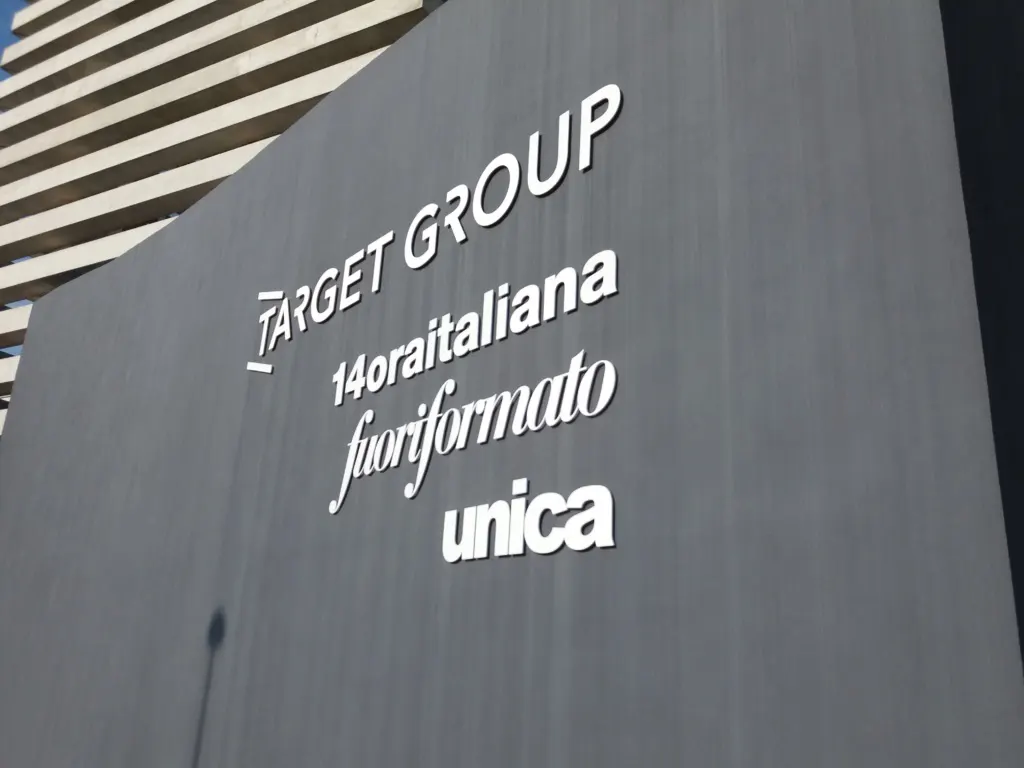 TARGET GROUP
14oraitaliana
fuoriformato
unica